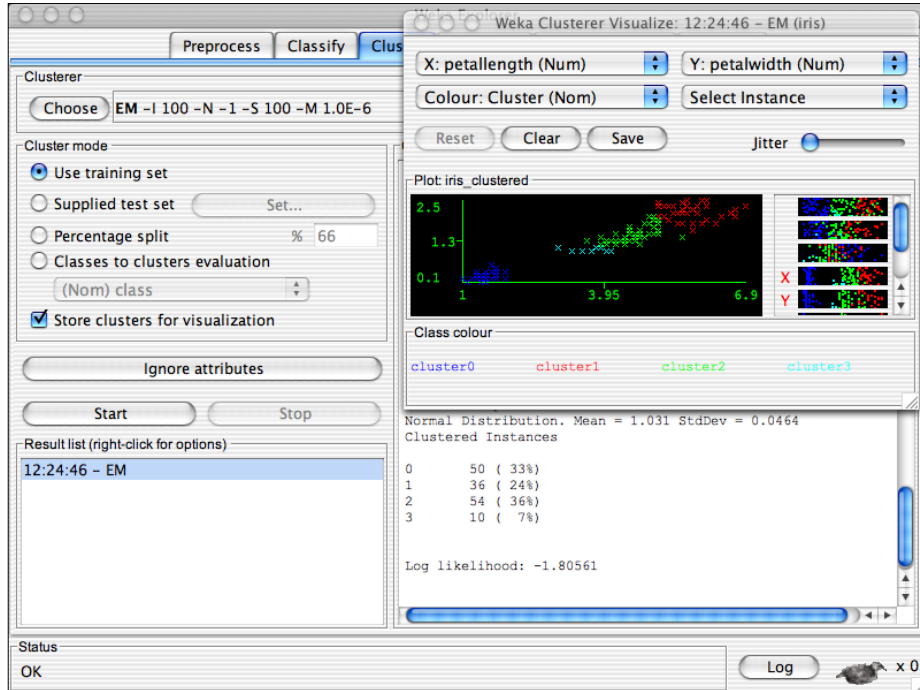 Weka Clusterer Visualize: 12:24:46 – EM (iris)
Preprocess
Classify
Clus
X: petallength (Num)
Y: petalwidth (Num)
Colour: Cluster (Nom)
Select Instance
Reset
Clear
Save
Jitter
Clusterer
Choose
EM –I 100 –N –1 –S 100 –M 1.0E–6
Cluster mode
Use training set
Supplied test set
Set...
Percentage split
% 66
Classes to clusters evaluation
(Nom) class
Store clusters for visualization
Ignore attributes
Start
Stop
Result list (right-click for options)
12:24:46 – EM
Plot: iris_clustered
2.5
1.3
0.1
1
3.95
6.9
X
Y
Class colour
cluster0
cluster1
cluster2
cluster3
Normal Distribution. Mean = 1.031 StdDev = 0.0464
Clustered Instances
0 50 ( 33%)
1 36 ( 24%)
2 54 ( 36%)
3 10 ( 7%)
Log likelihood: -1.80561
Status
OK
Log
x 0